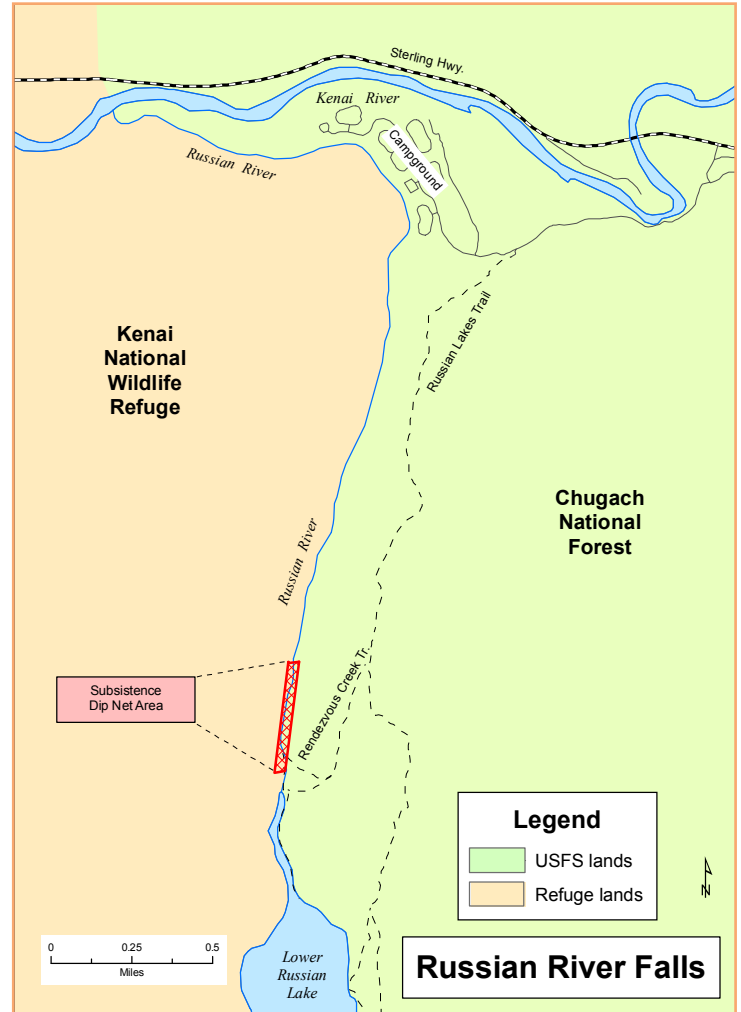 Sterling Hwy.
Kenai River
Campground
Russian River
Russian Lakes Trail
Kenai
National
Wildlife
Refuge
Chugach
National
Forest
Russian River
Rendezvous Creek Tr.
Subsistence
Dip Net Area
Legend
USFS lands
Refuge lands
N
0 0.25 0.5
Miles
Lower
Russian
Lake
Russian River Falls